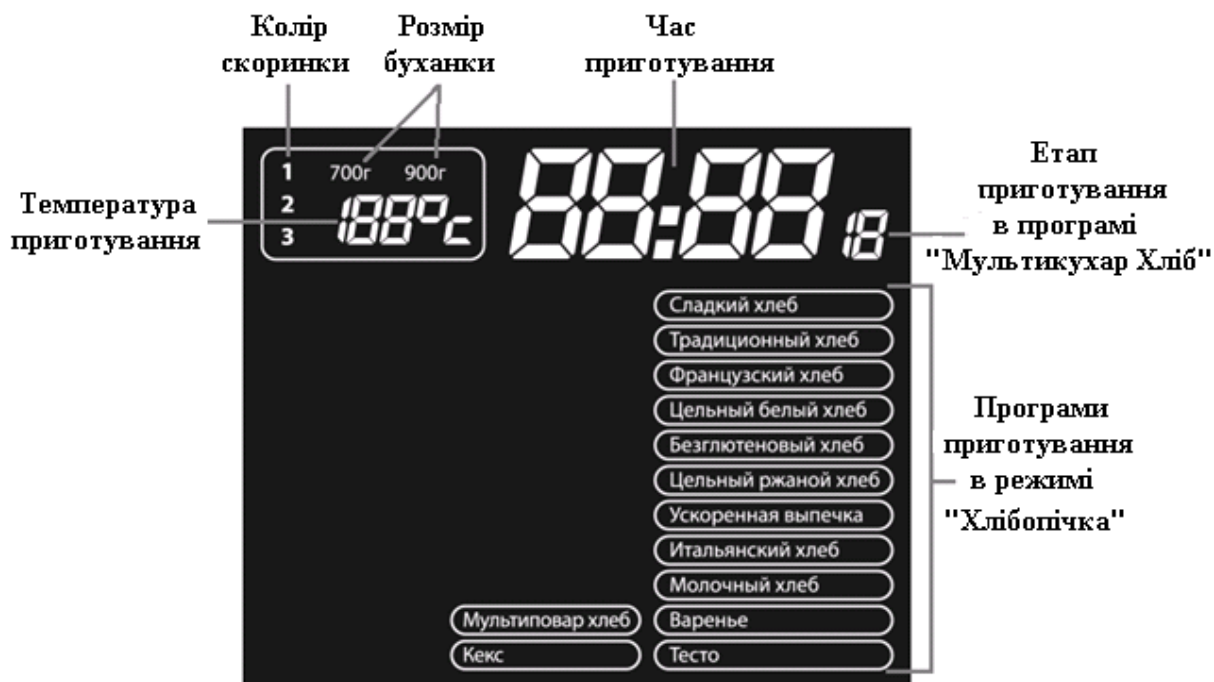 Колір
скоринки
Розмір
буханки
Час
приготування
Температура
приготування
1 700г 900г
2
3
188°c
88:88
18
Етап
приготування
в програмі
"Мультикухар Хліб"
Сладкий хлеб
Традиционный хлеб
Французский хлеб
Цельный белый хлеб
Безглютеновый хлеб
Цельный ржаной хлеб
Ускоренная выпечка
Итальянский хлеб
Молочный хлеб
Мультиповар хлеб Варенье
Кекс Тесто
Програми
приготування
в режимі
"Хлібопічка"